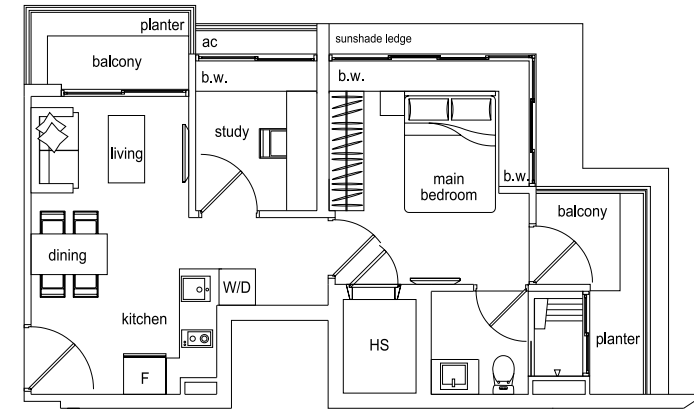 planter
ac
sunshade ledge
balcony
b.w.
b.w.
study
living
main
bedroom
b.w.
balcony
dining
W/D
kitchen
HS
planter
F